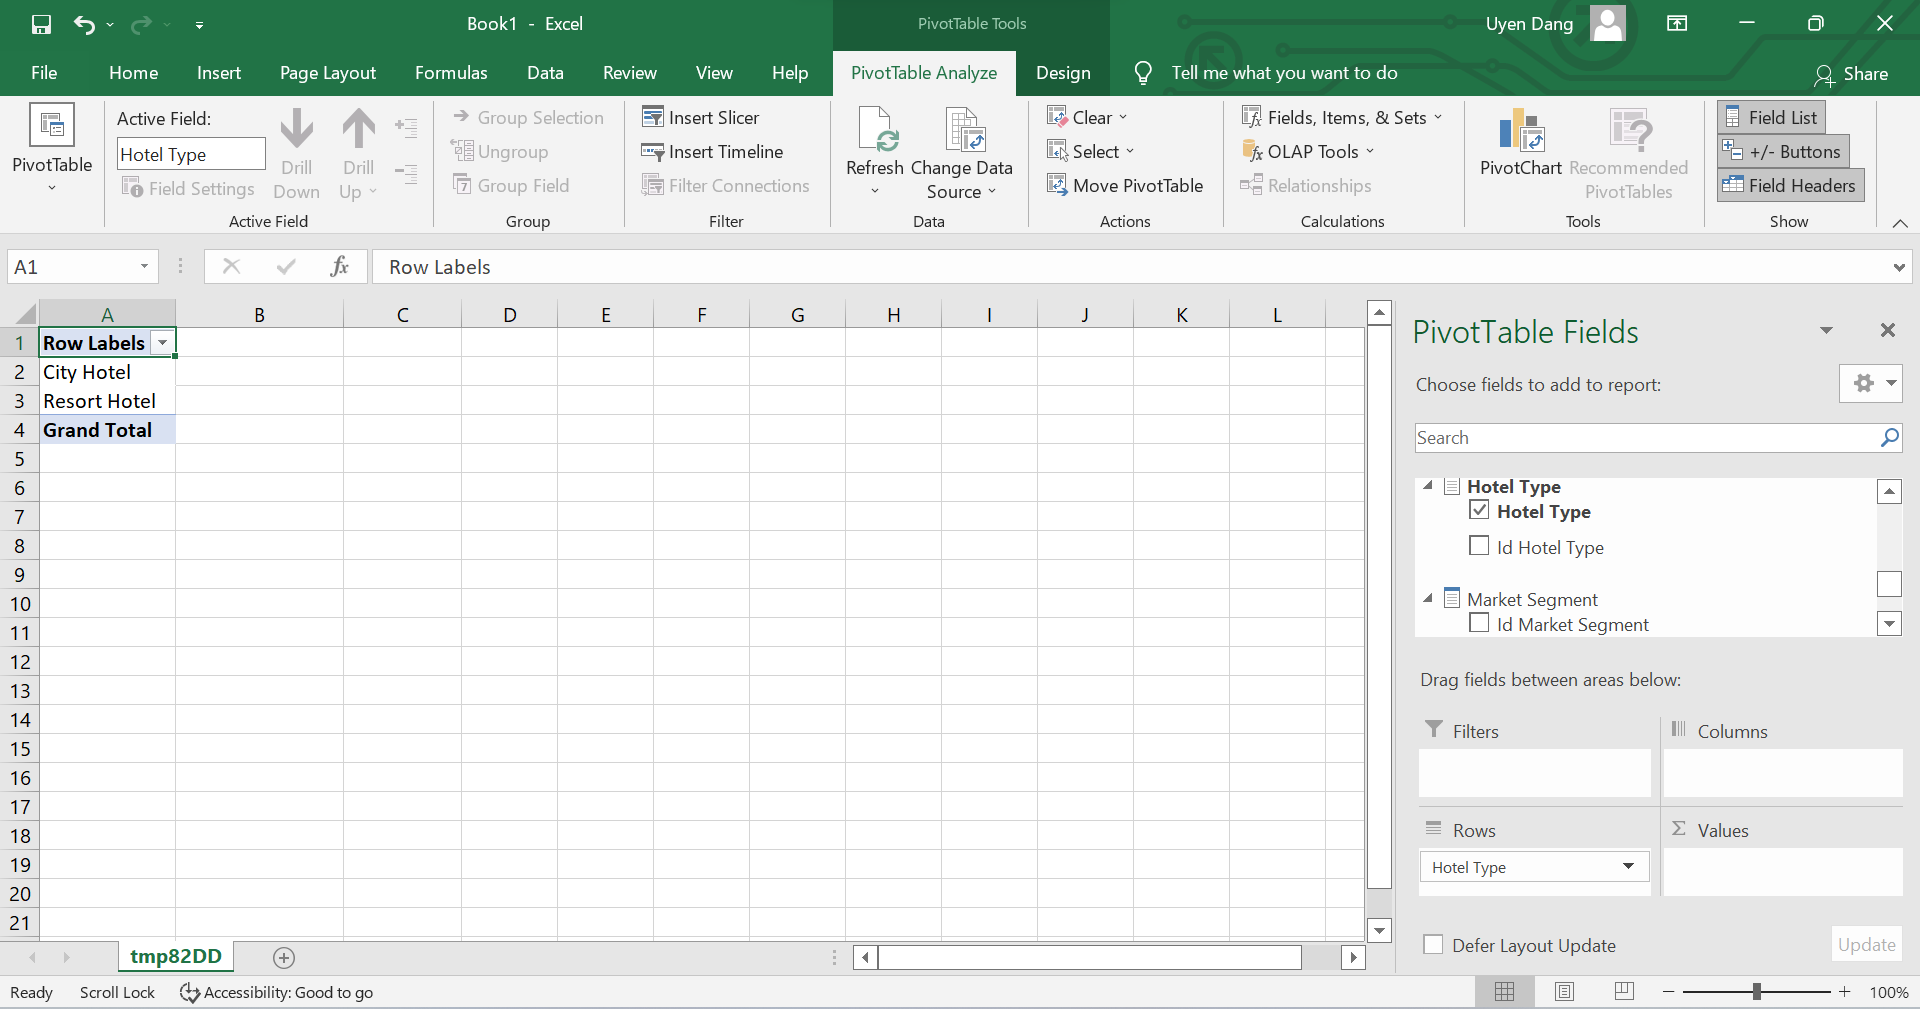 Book1 - Excel
PivotTable Tools
Uyen Dang
File Home Insert Page Layout Formulas Data Review View Help PivotTable Analyze Design Tell me what you want to do Share
PivotTable
Active Field:
Hotel Type
Field Settings
Drill Down
Drill Up
Active Field
Group Selection
Ungroup
Group Field
Group
Insert Slicer
Insert Timeline
Filter Connections
Filter
Refresh
Change Data Source
Data
Clear
Select
Move PivotTable
Actions
Fields, Items, & Sets
OLAP Tools
Relationships
Calculations
PivotChart
Recommended PivotTables
Tools
Field List
+/- Buttons
Field Headers
Show
A1
fx
Row Labels
A B C D E F G H I J K L
1 Row Labels
2 City Hotel
3 Resort Hotel
4 Grand Total
5
6
7
8
9
10
11
12
13
14
15
16
17
18
19
20
21
PivotTable Fields
Choose fields to add to report:
Search
Hotel Type
Hotel Type
Id Hotel Type
Market Segment
Id Market Segment
Drag fields between areas below:
Filters
Columns
Rows
Σ Values
Hotel Type
Defer Layout Update
Update
tmp82DD
Ready
Scroll Lock
Accessibility: Good to go
100%